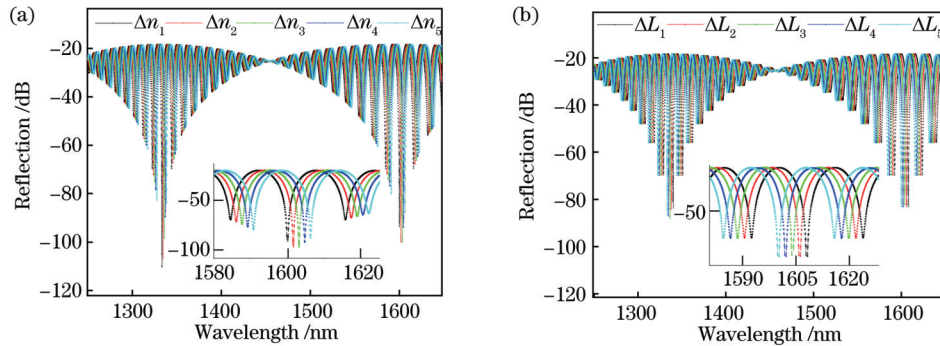 (a)
Δn1 Δn2 Δn3 Δn4 Δn5
Reflection /dB
-20
-40
-60
-80
-100
-120
-50
-100
1580 1600 1620
1300 1400 1500 1600
Wavelength /nm
(b)
ΔL1 ΔL2 ΔL3 ΔL4 ΔL5
Reflection /dB
-20
-40
-60
-80
-100
-120
-50
1590 1605 1620
1300 1400 1500 1600
Wavelength /nm